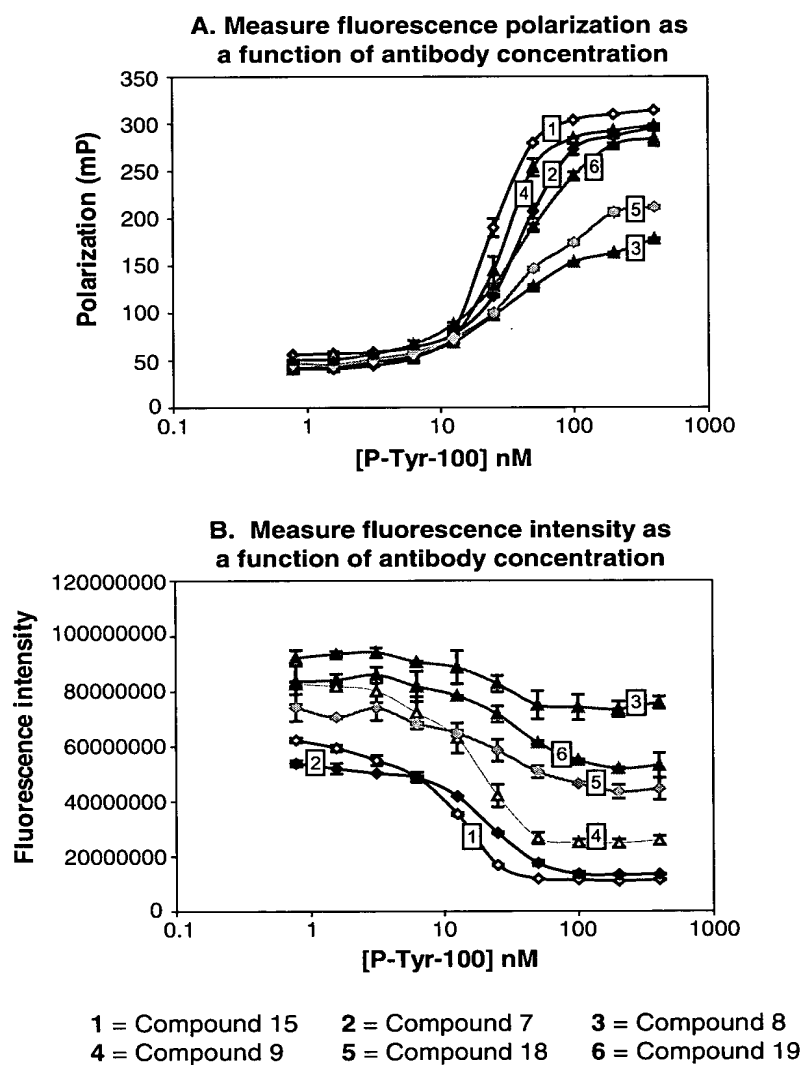 A. Measure fluorescence polarization as
a function of antibody concentration
350
300
250
200
150
100
50
0
Polarization (mP)
1
4
2
6
5
3
0.1 1 10 100 1000
[P-Tyr-100] nM
B. Measure fluorescence intensity as
a function of antibody concentration
120000000
100000000
80000000
60000000
40000000
20000000
0
Fluorescence intensity
3
6
2
5
1
4
0.1 1 10 100 1000
[P-Tyr-100] nM
1 = Compound 15 2 = Compound 7 3 = Compound 8
4 = Compound 9 5 = Compound 18 6 = Compound 19